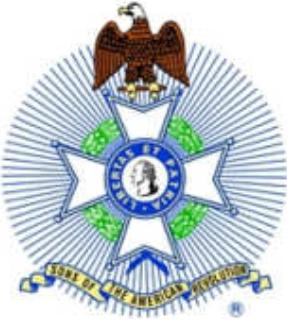 LIBERTAS ET PATRIA
SONS OF THE AMERICAN REVOLUTION
®